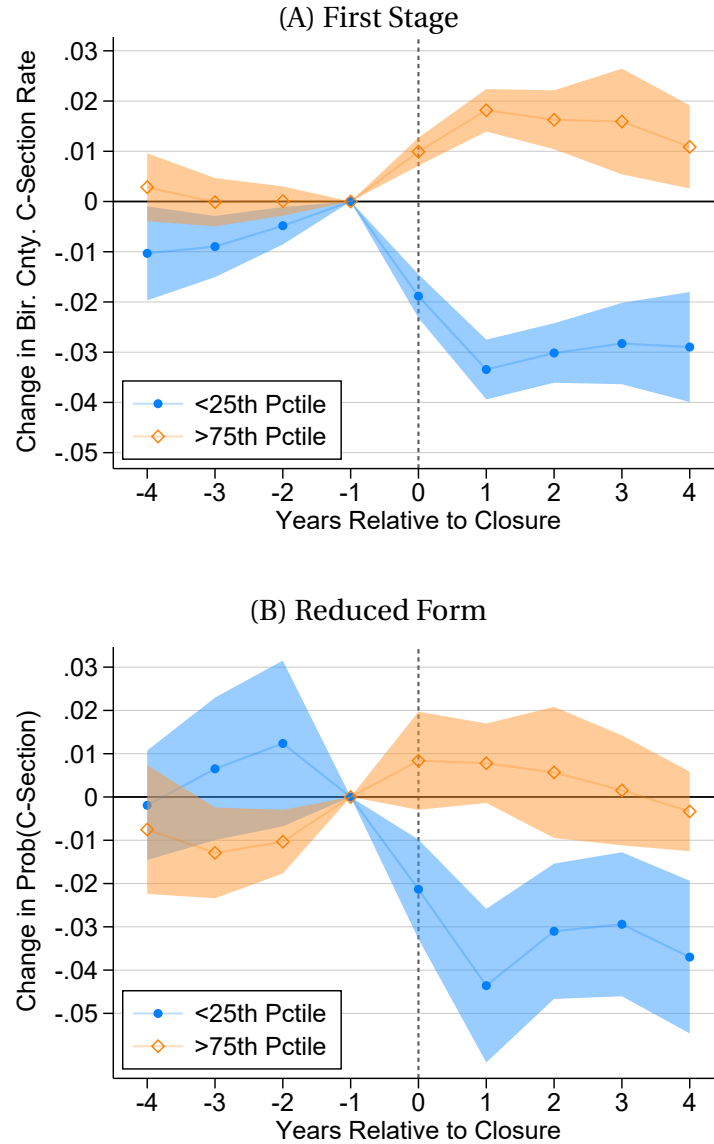 (A) First Stage
Change in Bir. Cnty. C-Section Rate
.03
.02
.01
0
-.01
-.02
-.03
-.04
-.05
<25th Pctile
>75th Pctile
-4 -3 -2 -1 0 1 2 3 4
Years Relative to Closure
(B) Reduced Form
Change in Prob(C-Section)
.03
.02
.01
0
-.01
-.02
-.03
-.04
-.05
<25th Pctile
>75th Pctile
-4 -3 -2 -1 0 1 2 3 4
Years Relative to Closure